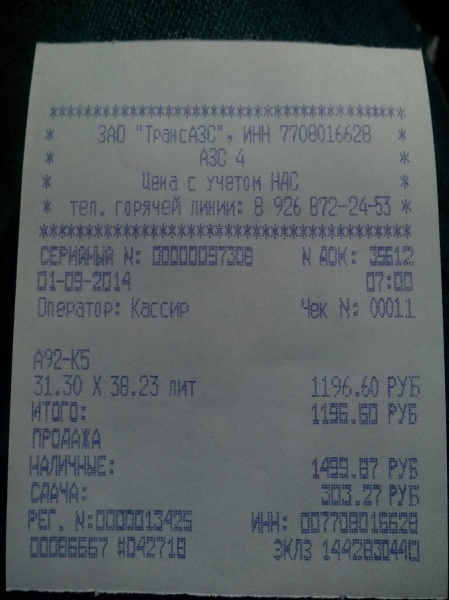 ****************************************
* ЗАО "ТрансАЗС", ИНН 7708016628 *
* АЗС 4 *
* Цена с учетом НДС *
* тел. горячей линии: 8 926 872-24-53 *
****************************************
СЕРИЙНЫЙ N: 00000097308 N АОК: 35612
01-09-2014 07:00
Оператор: Кассир Чек N: 00011
А92-К5
31.30 X 38.23 лит 1196.60 РУБ
ИТОГО: 1196.60 РУБ
ПРОДАЖА
НАЛИЧНЫЕ: 1499.87 РУБ
СДАЧА: 303.27 РУБ
РЕГ. N:0000013425 ИНН: 007708016628
00086667 #042718 ЭКЛЗ 1442830440